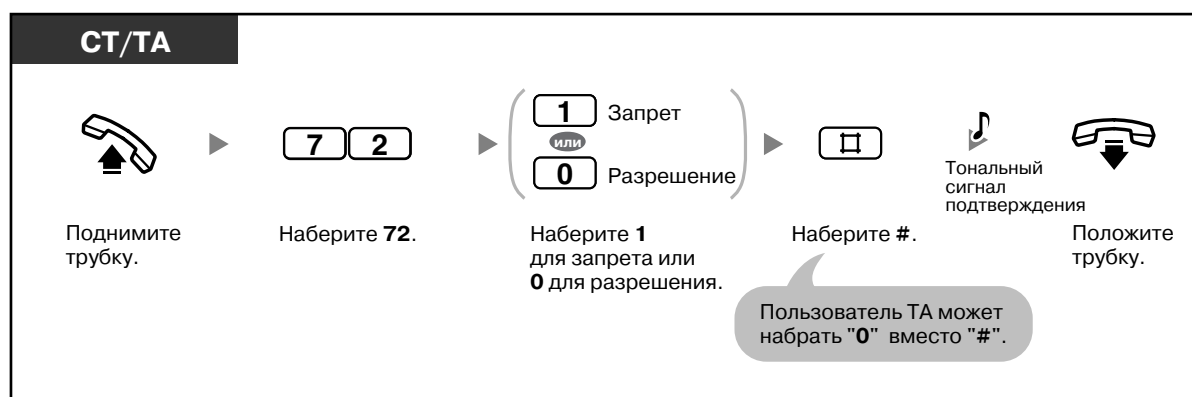 СТ/ТА
7 2
1 Запрет
или
0 Разрешение
#
Тональный
сигнал
подтверждения
Поднимите
трубку.
Наберите 72.
Наберите 1
для запрета или
0 для разрешения.
Наберите #.
Положите
трубку.
Пользователь ТА может
набрать "0" вместо "#".